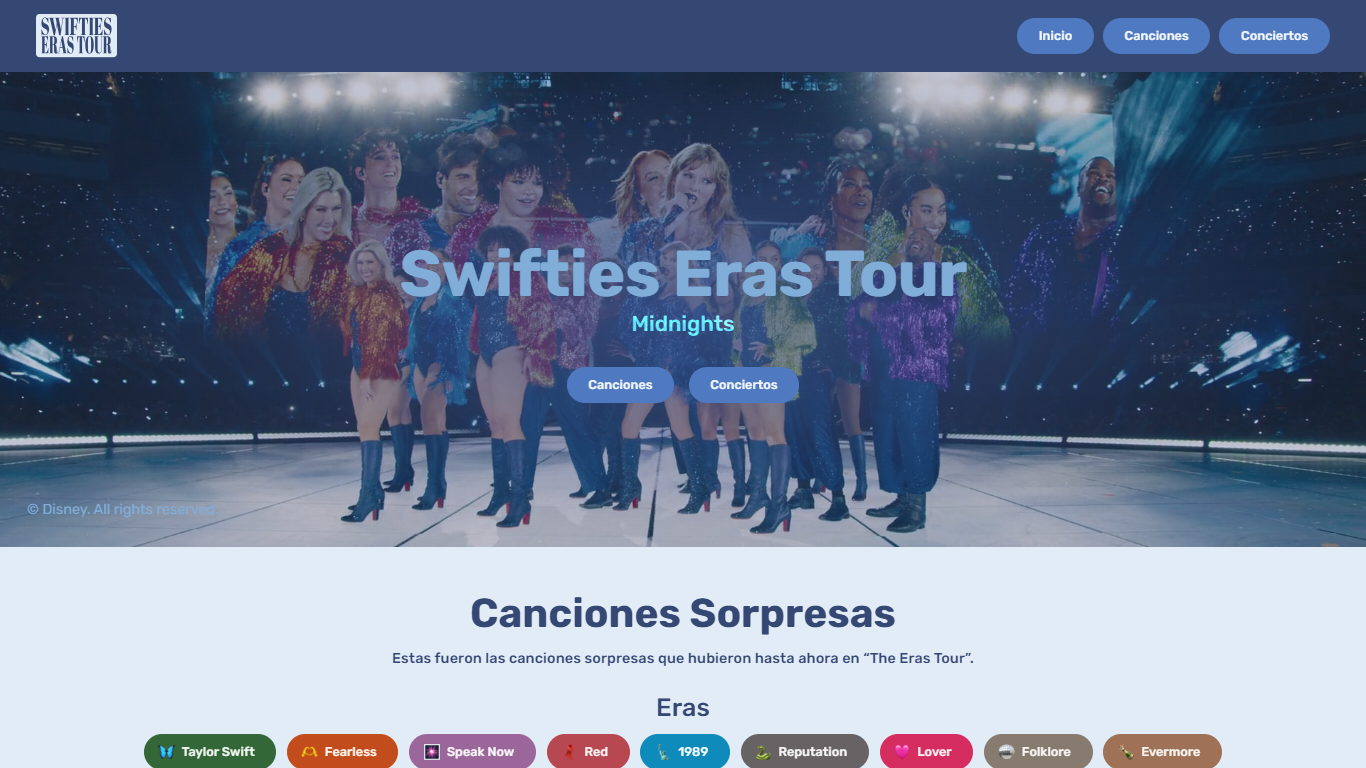 SWIFTIES
ERAS TOUR
Inicio
Canciones
Conciertos
Swifties Eras Tour
Midnights
Canciones
Conciertos
© Disney. All rights reserved.
Canciones Sorpresas
Estas fueron las canciones sorpresas que hubieron hasta ahora en “The Eras Tour”.
Eras
Taylor Swift
Fearless
Speak Now
Red
1989
Reputation
Lover
Folklore
Evermore